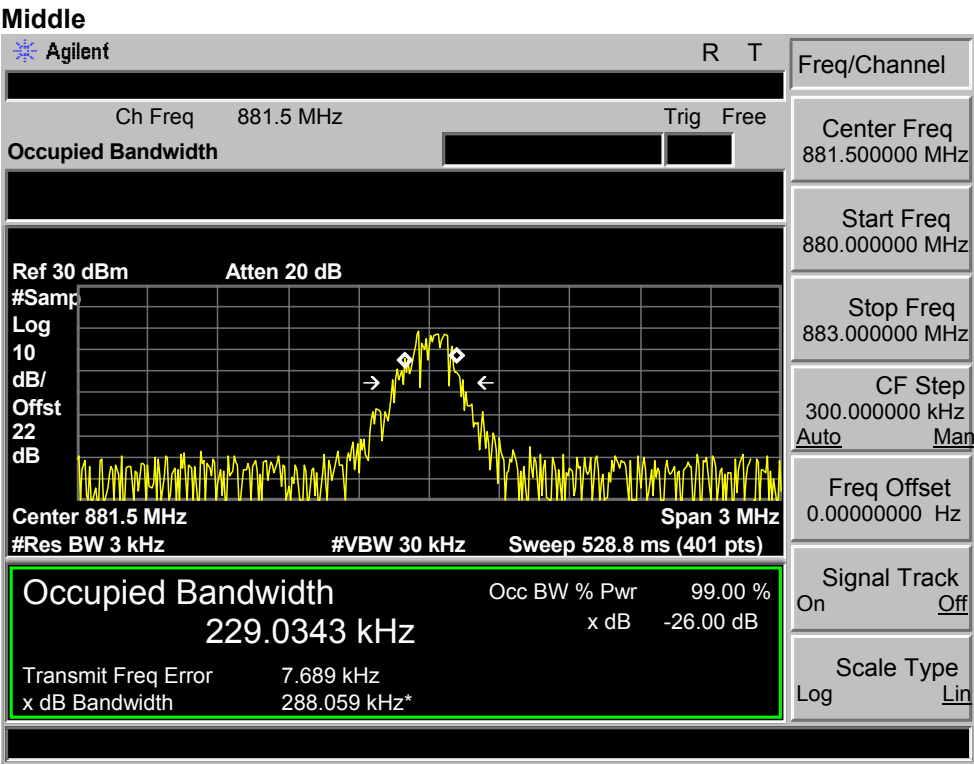 Middle
Agilent R T
Freq/Channel
Ch Freq 881.5 MHz Trig Free
Occupied Bandwidth
Center Freq
881.500000 MHz
Start Freq
880.000000 MHz
Stop Freq
883.000000 MHz
CF Step
300.000000 kHz
Auto Man
Freq Offset
0.00000000 Hz
Signal Track
On Off
Scale Type
Log Lin
Ref 30 dBm Atten 20 dB
#Samp
Log
10
dB/
Offst
22
dB
Center 881.5 MHz Span 3 MHz
#Res BW 3 kHz #VBW 30 kHz Sweep 528.8 ms (401 pts)
Occupied Bandwidth
229.0343 kHz
Occ BW % Pwr 99.00 %
x dB -26.00 dB
Transmit Freq Error 7.689 kHz
x dB Bandwidth 288.059 kHz*